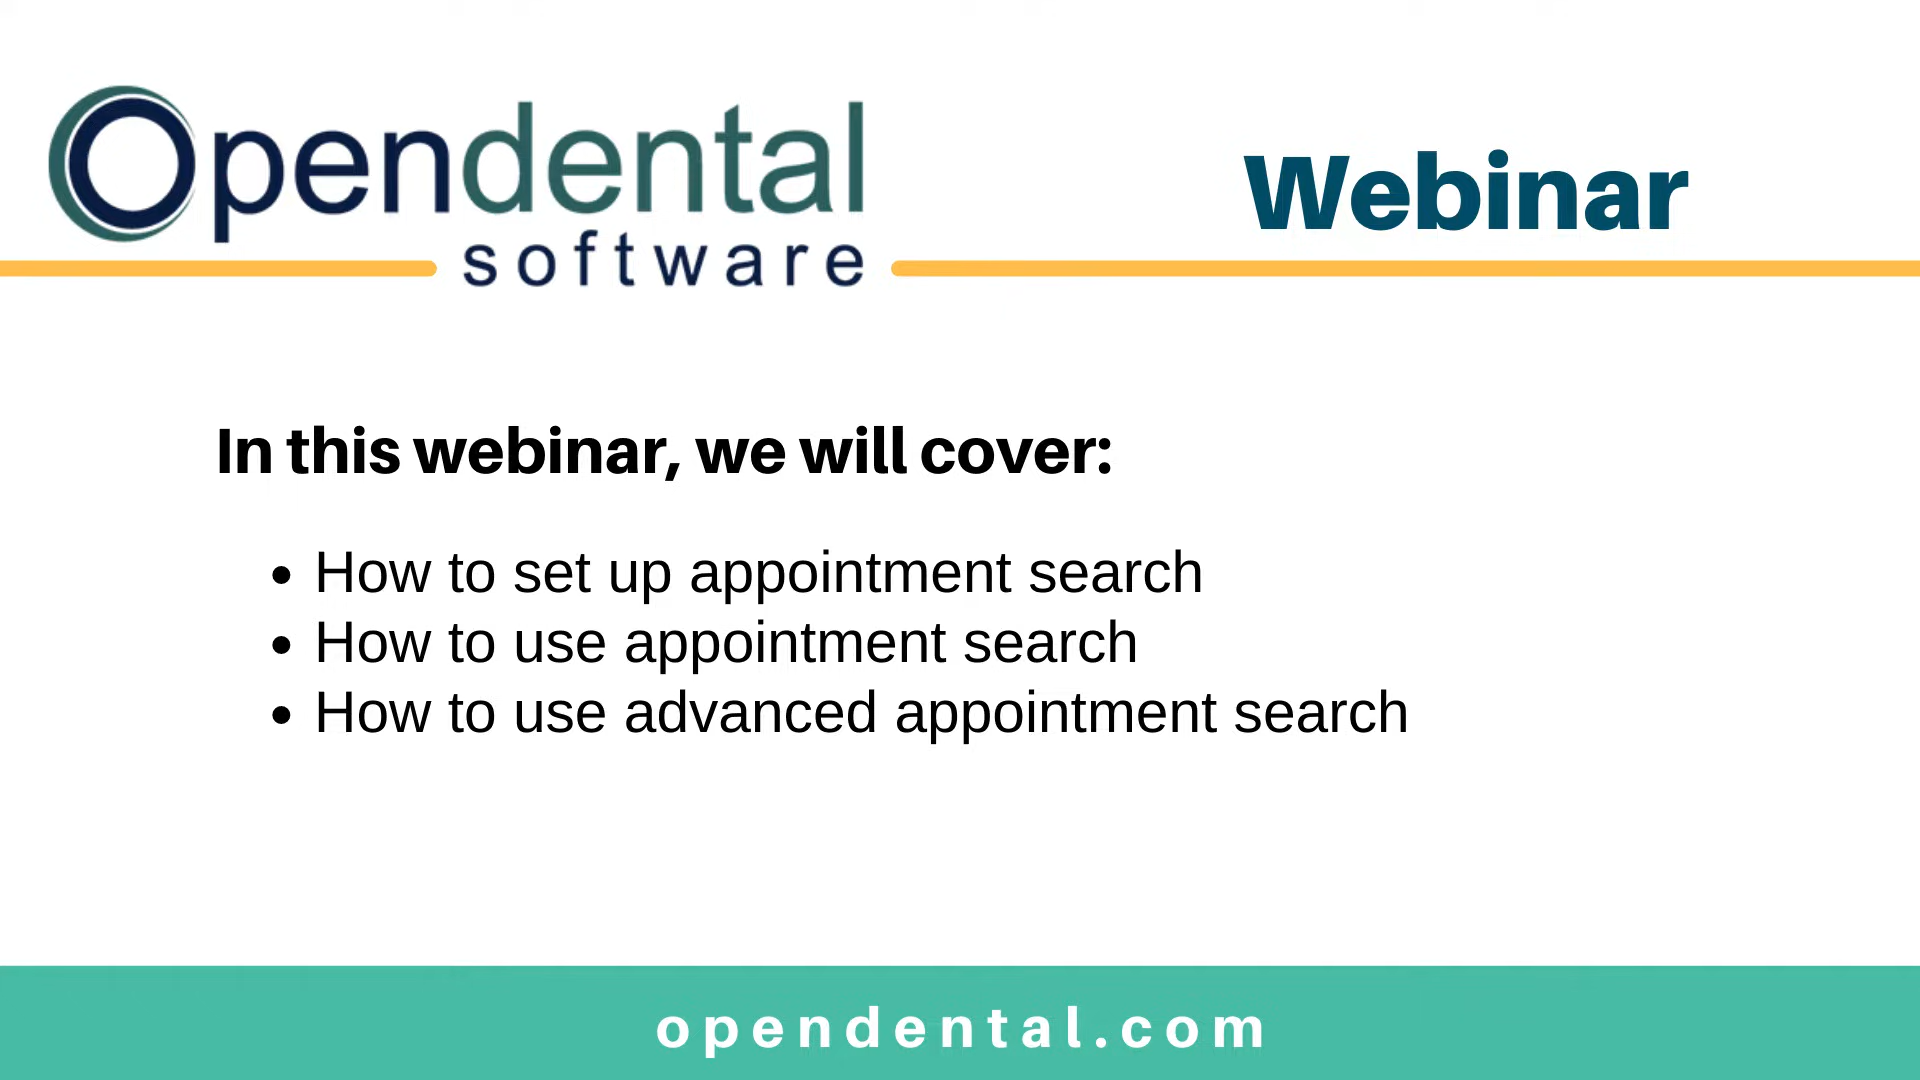 Opendental
software
Webinar
In this webinar, we will cover:
• How to set up appointment search
• How to use appointment search
• How to use advanced appointment search
opendental.com